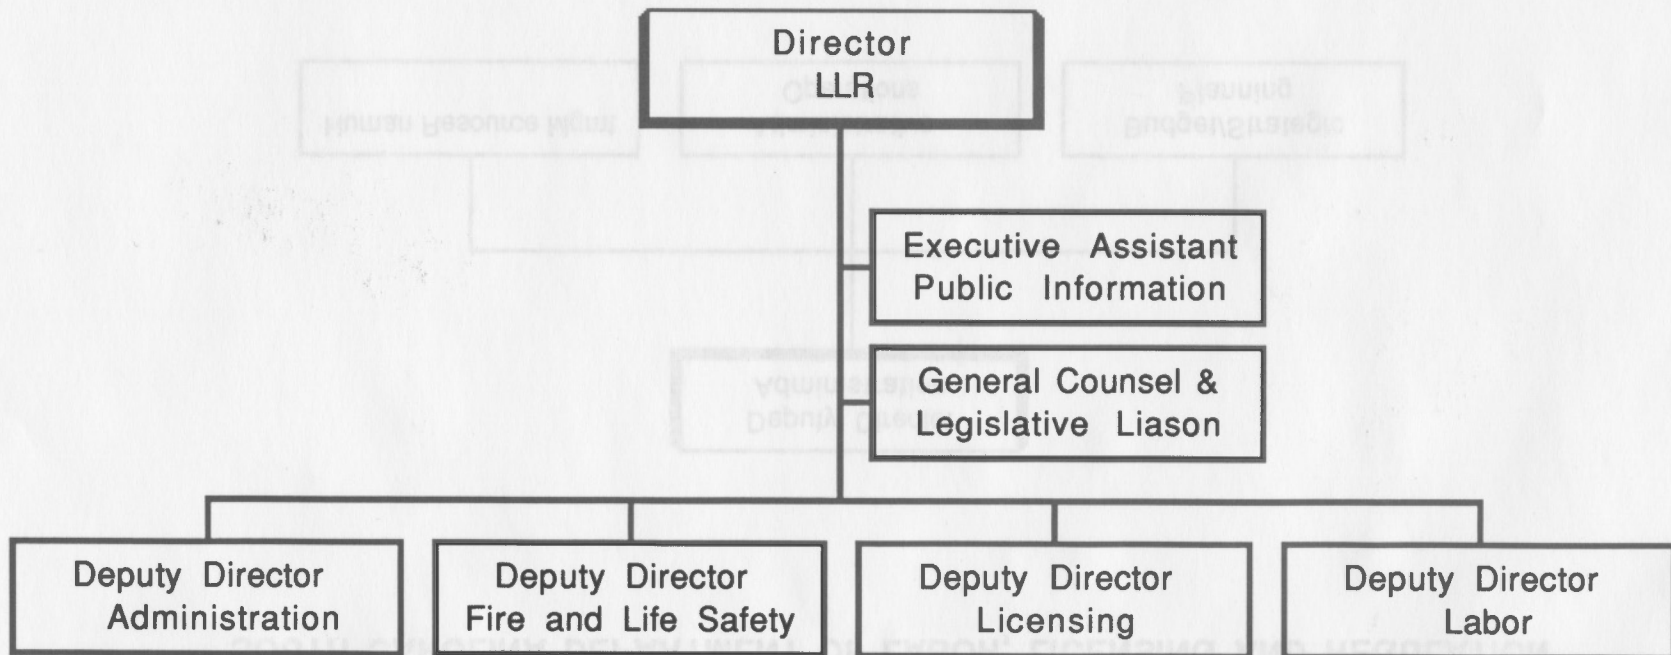 Director
LLR
Executive Assistant
Public Information
General Counsel &
Legislative Liason
Deputy Director
Administration
Deputy Director
Fire and Life Safety
Deputy Director
Licensing
Deputy Director
Labor